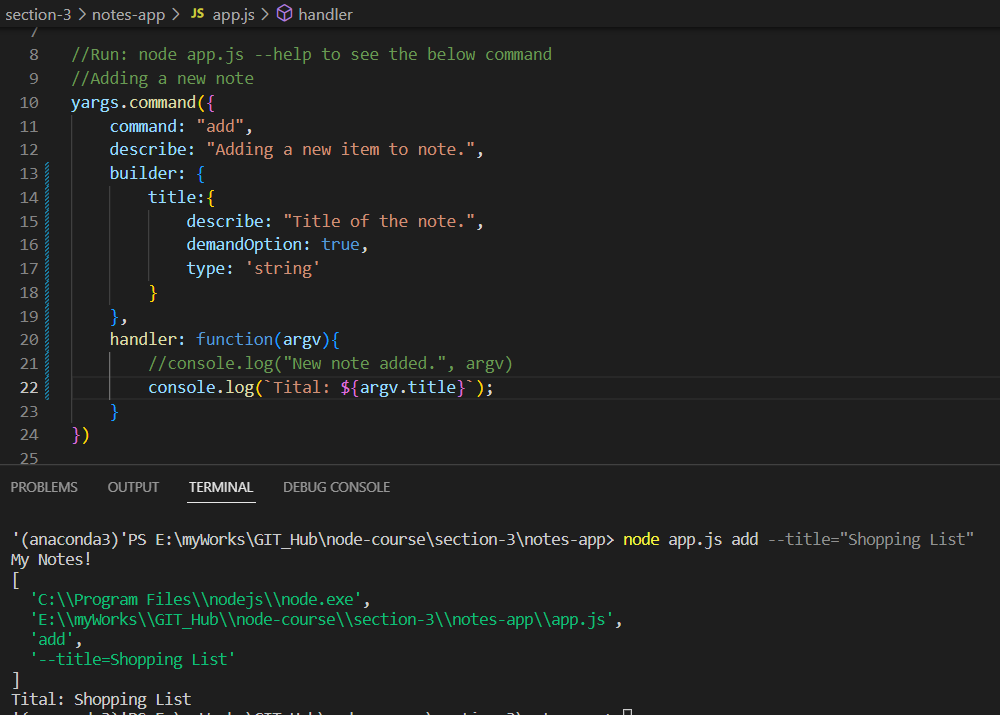 section-3 > notes-app > JS app.js > handler
7
8 //Run: node app.js --help to see the below command
9 //Adding a new note
10 yargs.command({
11 command: "add",
12 describe: "Adding a new item to note.",
13 builder: {
14 title:{
15 describe: "Title of the note.",
16 demandOption: true,
17 type: 'string'
18 }
19 },
20 handler: function(argv){
21 //console.log("New note added.", argv)
22 console.log(`Tital: ${argv.title}`);
23 }
24 })
25
PROBLEMS OUTPUT TERMINAL DEBUG CONSOLE
'(anaconda3)'PS E:\myWorks\GIT_Hub\node-course\section-3\notes-app> node app.js add --title="Shopping List"
My Notes!
[
'C:\\Program Files\\nodejs\\node.exe',
'E:\\myWorks\\GIT_Hub\\node-course\\section-3\\notes-app\\app.js',
'add',
'--title=Shopping List'
]
Tital: Shopping List